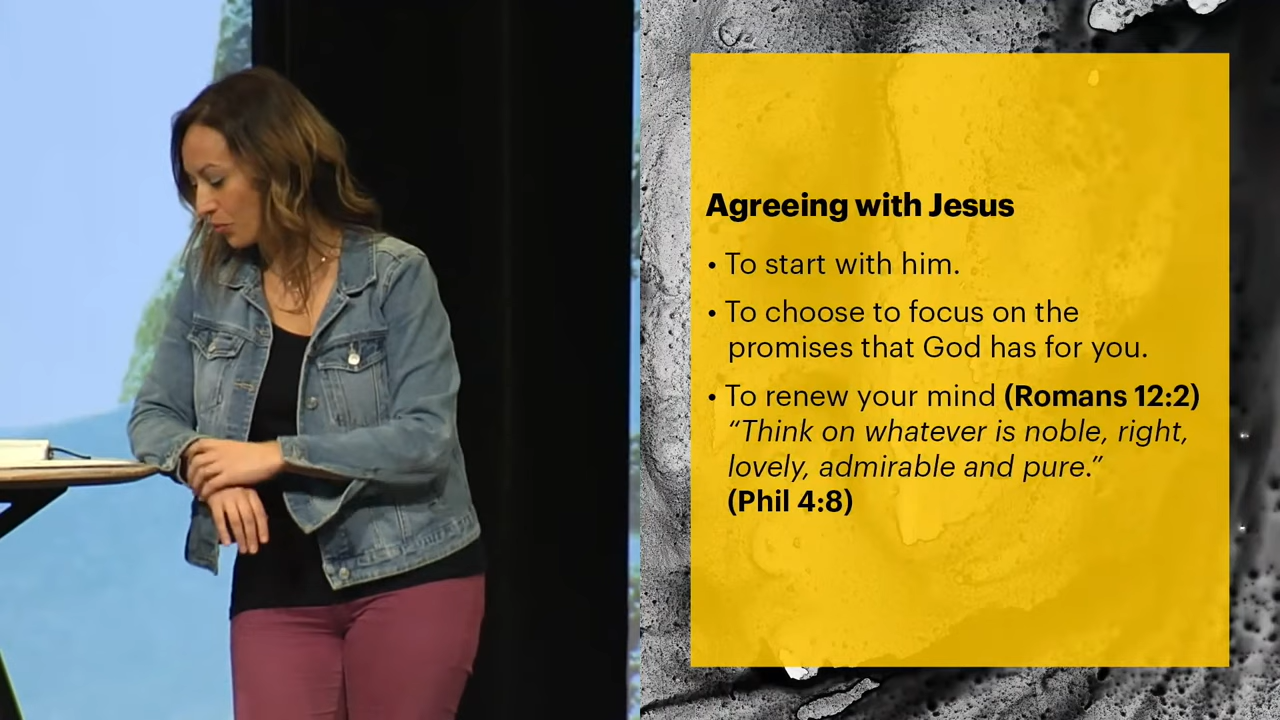 Agreeing with Jesus
• To start with him.
• To choose to focus on the
promises that God has for you.
• To renew your mind (Romans 12:2)
“Think on whatever is noble, right,
lovely, admirable and pure.”
(Phil 4:8)